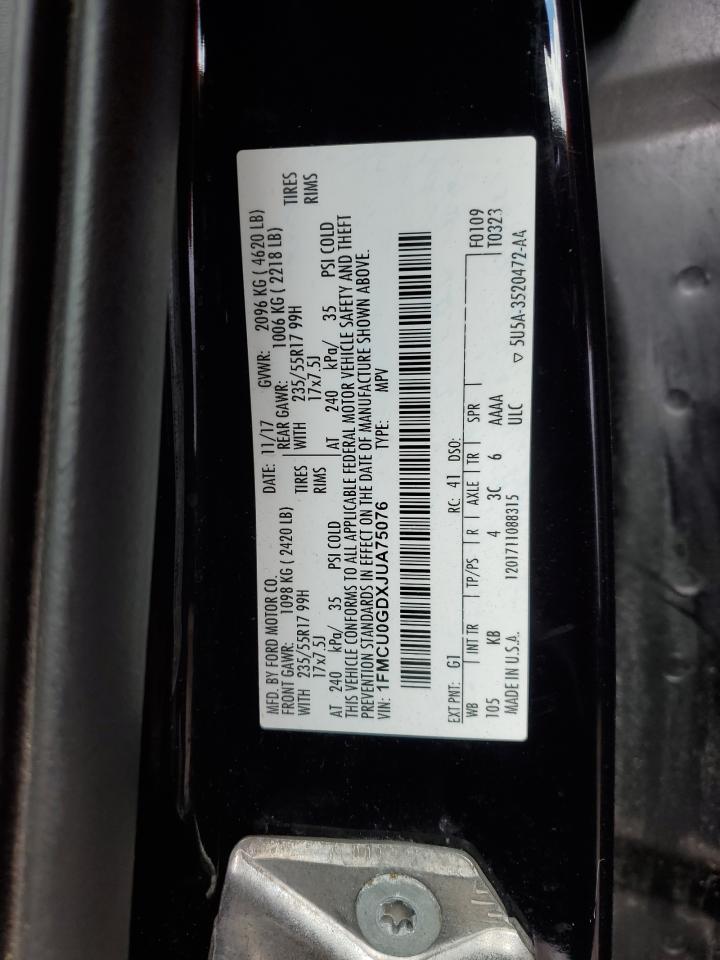 MFD. BY FORD MOTOR CO. DATE: 11/17 GVWR: 2096 KG ( 4620 LB)
FRONT GAWR: 1098 KG ( 2420 LB) REAR GAWR: 1006 KG ( 2218 LB)
WITH 235/55R17 99H TIRES WITH 235/55R17 99H TIRES
17x7.5J RIMS 17x7.5J RIMS
AT 240 kPa/ 35 PSI COLD AT 240 kPa/ 35 PSI COLD
THIS VEHICLE CONFORMS TO ALL APPLICABLE FEDERAL MOTOR VEHICLE SAFETY AND THEFT
PREVENTION STANDARDS IN EFFECT ON THE DATE OF MANUFACTURE SHOWN ABOVE.
VIN: 1FMCU0GDXJUA75076 TYPE: MPV
EXT PNT: G1 RC: 41 DSO: F0109
WB INT TR TP/PS R AXLE TR SPR T0323
105 KB 4 3C 6 AAAA
MADE IN U.S.A. 1201711088315 ULC ▽ 5U5A-3520472-AA